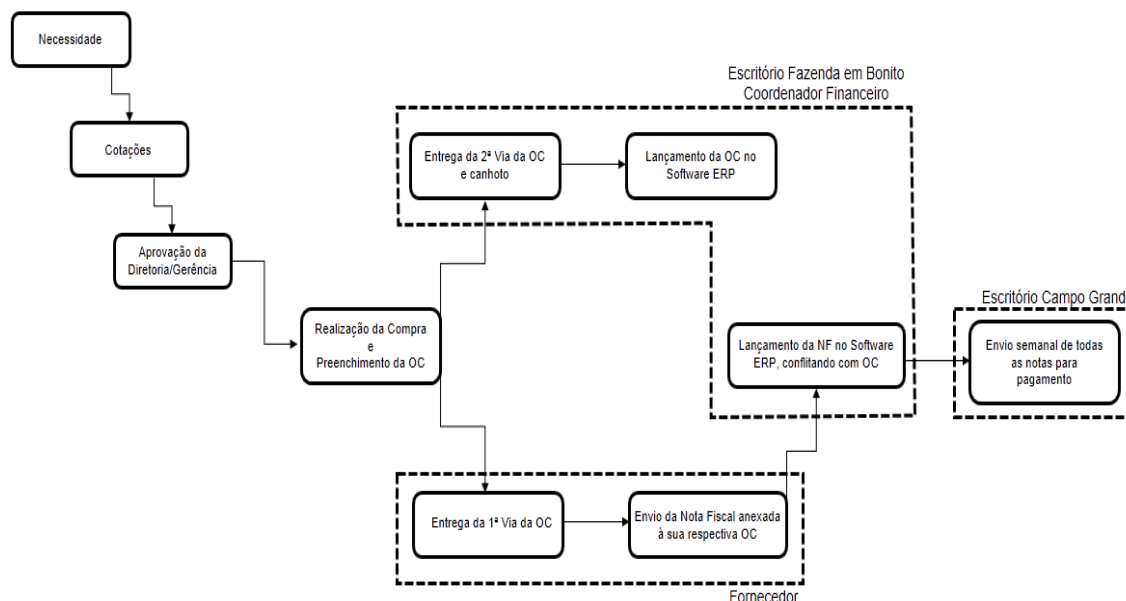 Necessidade
Cotações
Aprovação da
Diretoria/Gerência
Realização da Compra
e
Preenchimento da OC
Escritório Fazenda em Bonito
Coordenador Financeiro
Entrega da 2ª Via da OC
e canhoto
Lançamento da OC no
Software ERP
Lançamento da NF no Software
ERP, conflitando com OC
Escritório Campo Grand
Envio semanal de todas
as notas para
pagamento
Entrega da 1ª Via da OC
Envio da Nota Fiscal anexada
à sua respectiva OC
Fornecedor